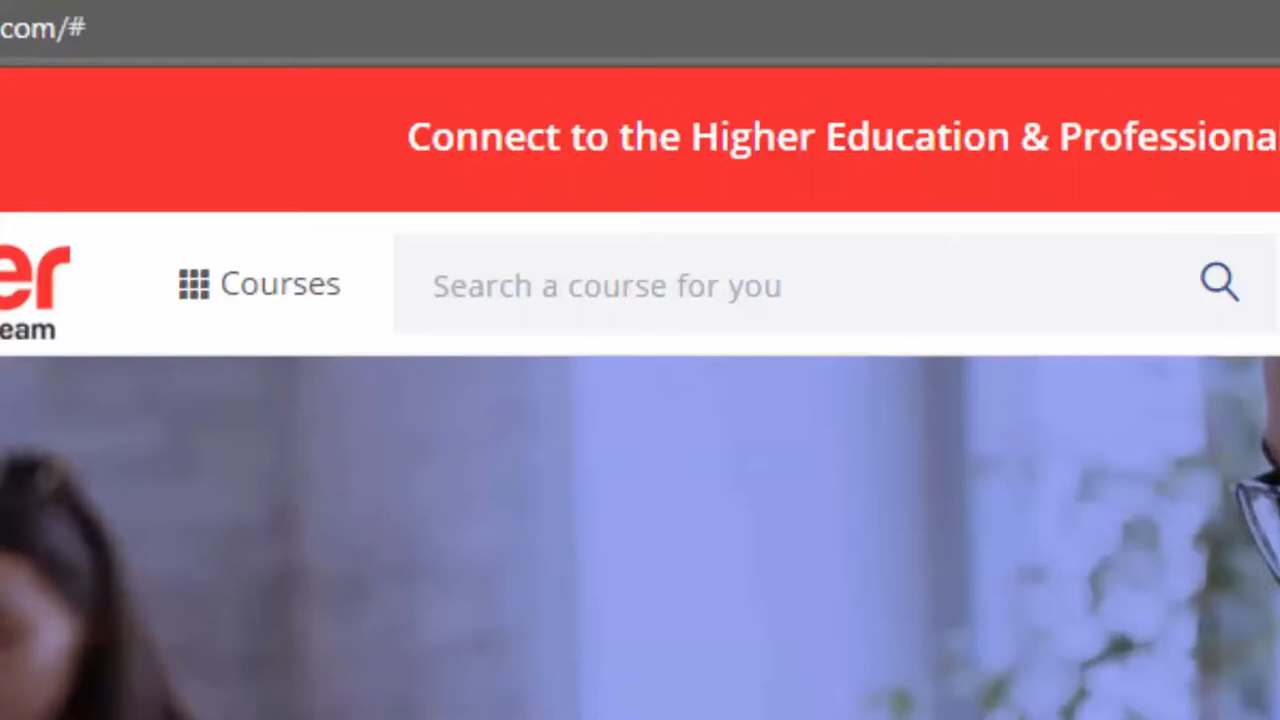 com/#
Connect to the Higher Education & Professiona
er
Courses
Search a course for you
eam